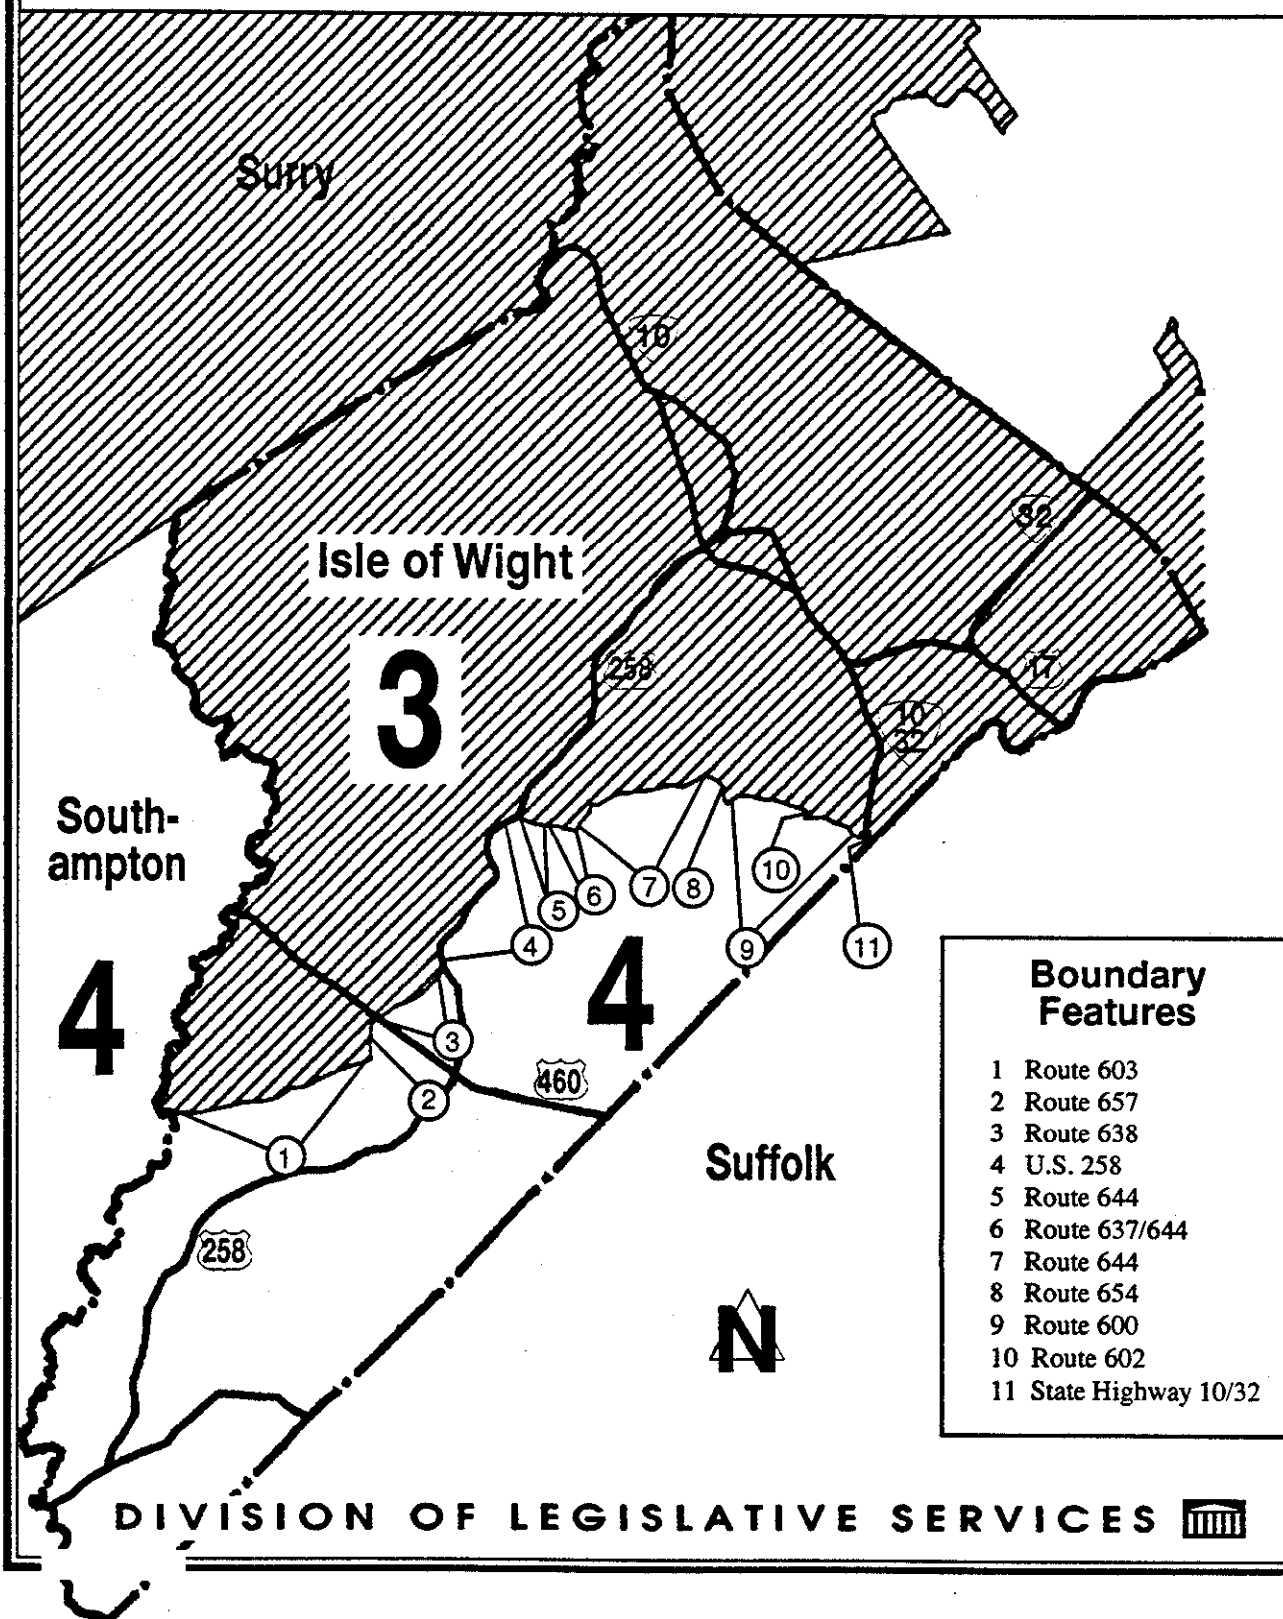 Surry
10
32
Isle of Wight
3
258
17
10
32
South-
ampton
4
10
7
8
6
5
4
9
11
4
3
460
2
1
Suffolk
258
N
Boundary
Features
1 Route 603
2 Route 657
3 Route 638
4 U.S. 258
5 Route 644
6 Route 637/644
7 Route 644
8 Route 654
9 Route 600
10 Route 602
11 State Highway 10/32
DIVISION OF LEGISLATIVE SERVICES